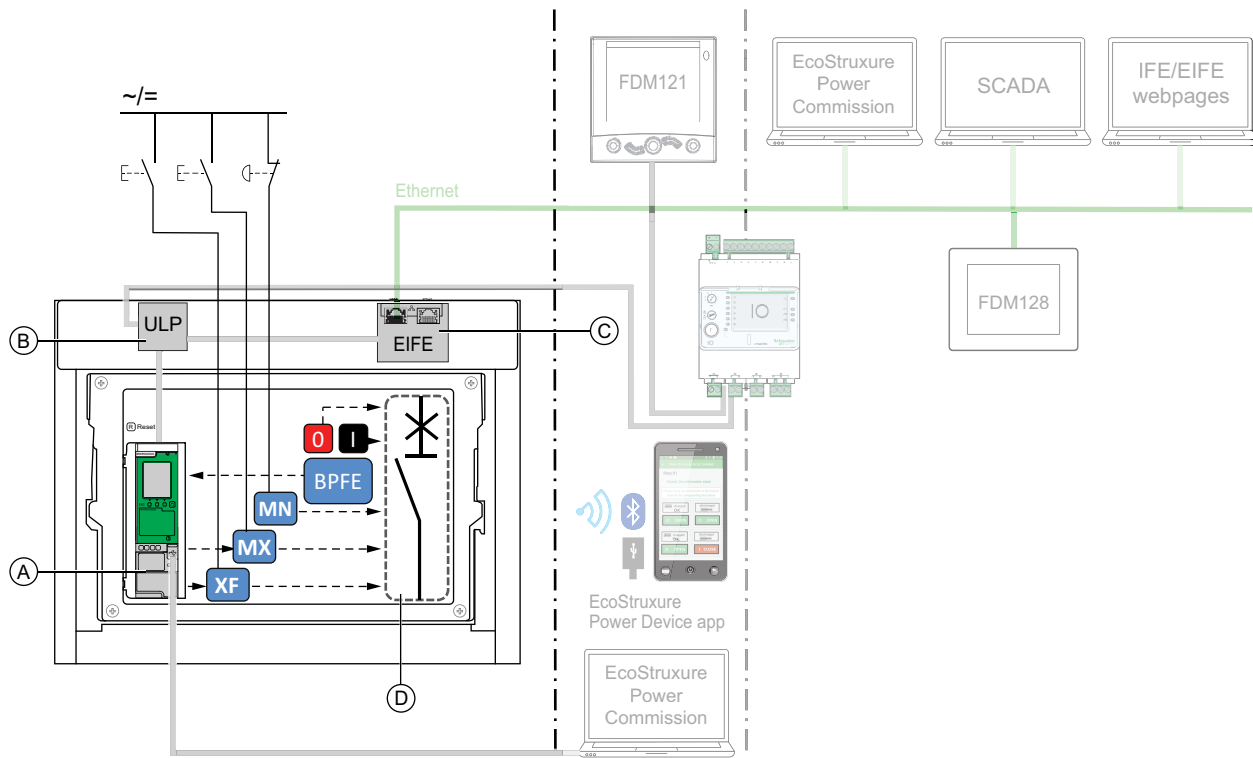 ~/=
FDM121
EcoStruxure
Power
Commission
SCADA
IFE/EIFE
webpages
Ethernet
FDM128
IO
B
ULP
EIFE
C
R Reset
0
I
BPFE
MN
MX
A
XF
D
EcoStruxure
Power Device app
EcoStruxure
Power
Commission